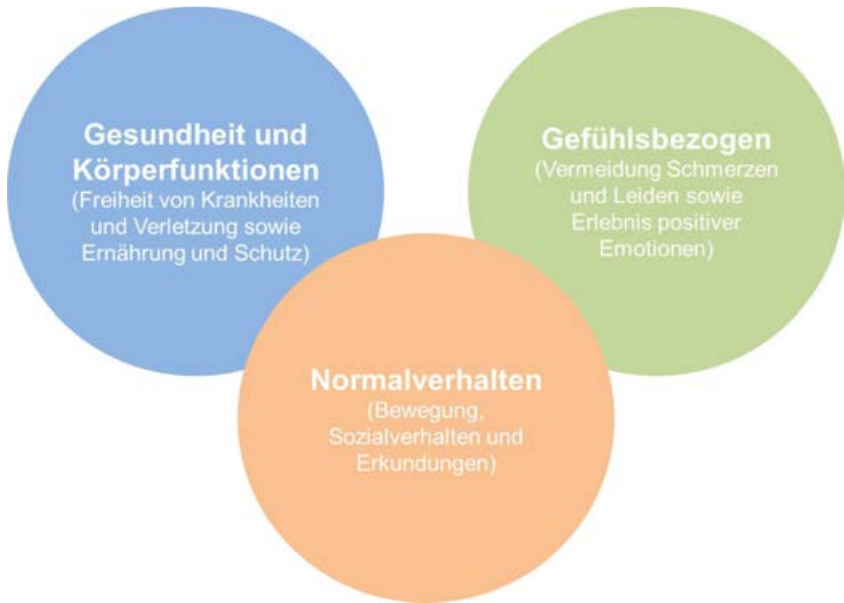 Gesundheit und
Körperfunktionen
(Freiheit von Krankheiten
und Verletzung sowie
Ernährung und Schutz)
Gefühlsbezogen
(Vermeidung Schmerzen
und Leiden sowie
Erlebnis positiver
Emotionen)
Normalverhalten
(Bewegung,
Sozialverhalten und
Erkundungen)